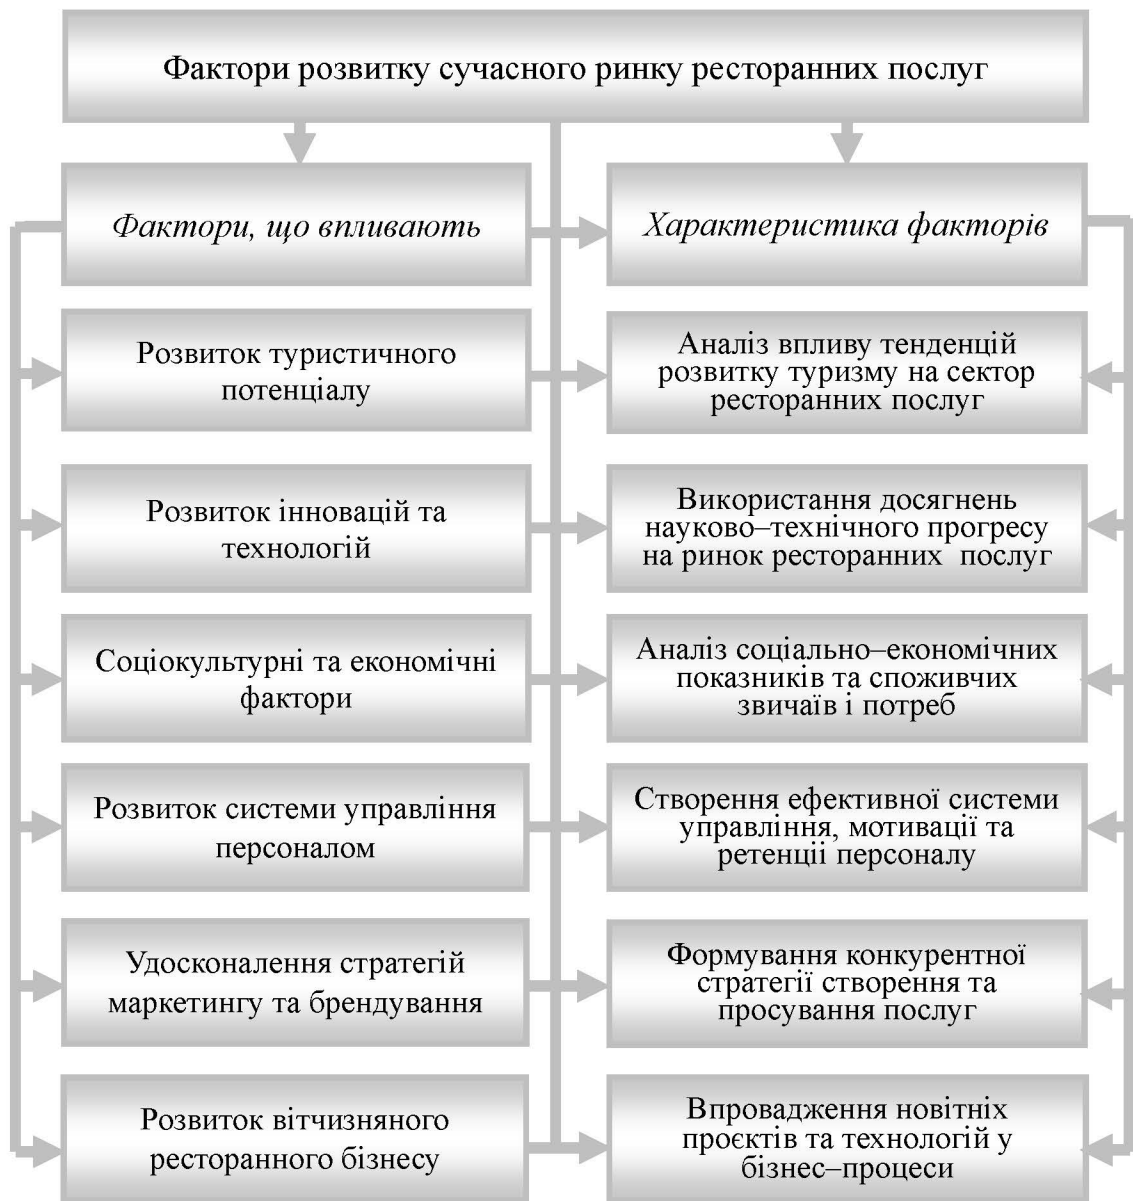 Фактори розвитку сучасного ринку ресторанних послуг
Фактори, що впливають
Характеристика факторів
Розвиток туристичного
потенціалу
Аналіз впливу тенденцій
розвитку туризму на сектор
ресторанних послуг
Розвиток інновацій та
технологій
Використання досягнень
науково–технічного прогресу
на ринок ресторанних  послуг
Соціокультурні та економічні
фактори
Аналіз соціально–економічних
показників та споживчих
звичаїв і потреб
Розвиток системи управління
персоналом
Створення ефективної системи
управління, мотивації та
ретенції персоналу
Удосконалення стратегій
маркетингу та брендування
Формування конкурентної
стратегії створення та
просування послуг
Розвиток вітчизняного
ресторанного бізнесу
Впровадження новітніх
проєктів та технологій у
бізнес–процеси